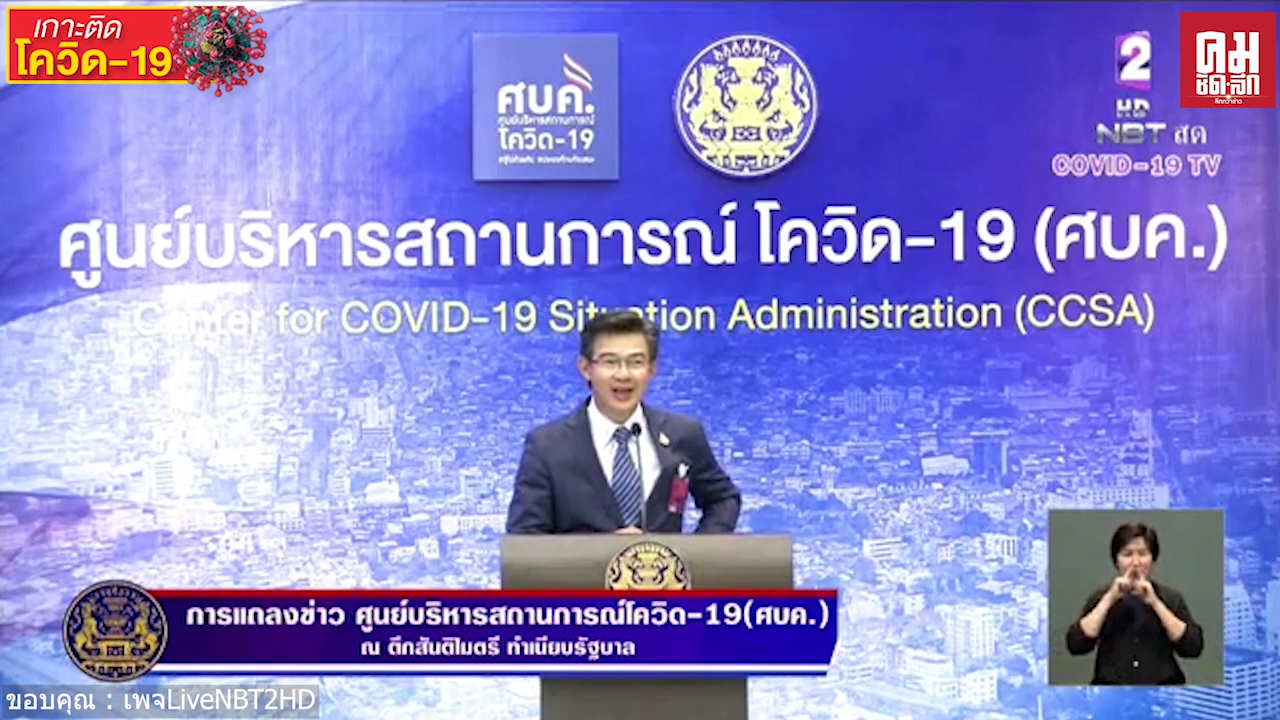 เกาะติด
โควิด-19
ศบค.
ศูนย์บริหารสถานการณ์
โควิด-19
2
HD
NBT สด
COVID-19 TV
คม
ชัด ลึก
ลึกกว่าข่าว
ศูนย์บริหารสถานการณ์ โควิด-19 (ศบค.)
Center for COVID-19 Situation Administration (CCSA)
การแถลงข่าว ศูนย์บริหารสถานการณ์โควิด-19(ศบค.)
ณ ตึกสันติไมตรี ทำเนียบรัฐบาล
ขอบคุณ : เพจLiveNBT2HD